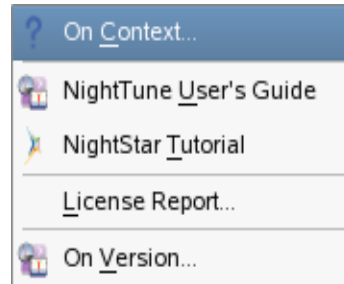 On Context...
NightTune User's Guide
NightStar Tutorial
License Report...
On Version...